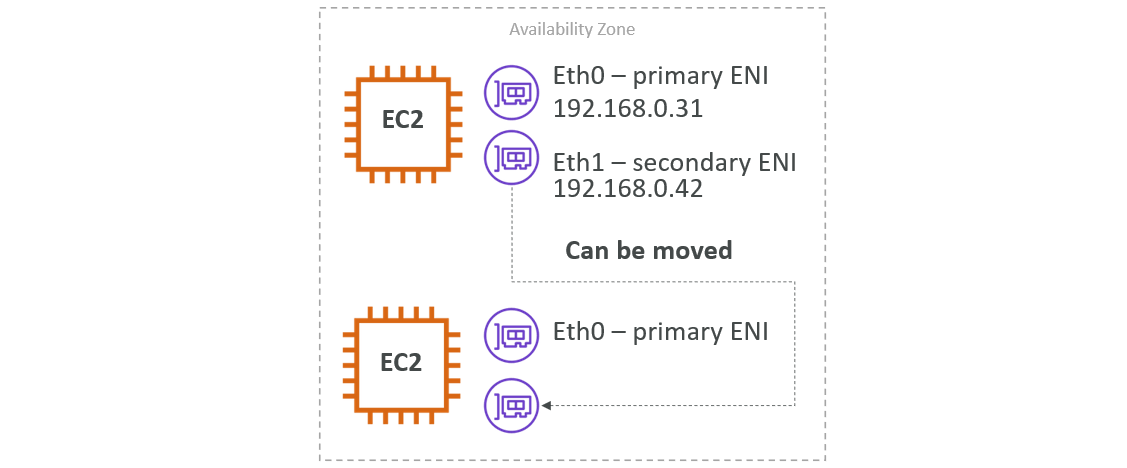 Availability Zone
EC2
Eth0 – primary ENI
192.168.0.31
Eth1 – secondary ENI
192.168.0.42
Can be moved
EC2
Eth0 – primary ENI